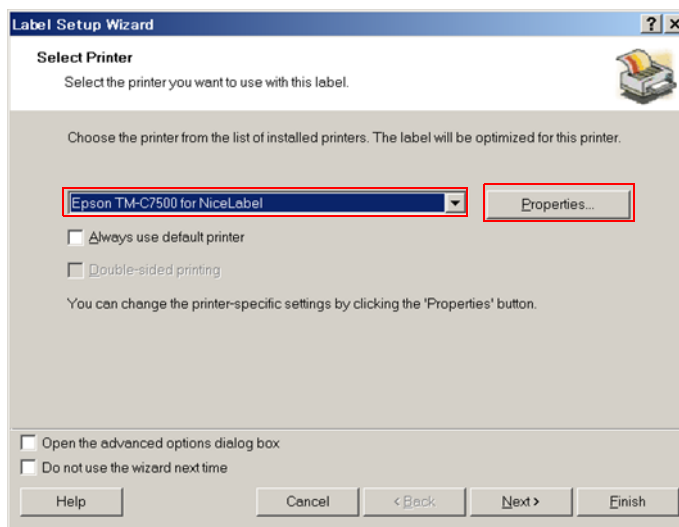 Label Setup Wizard
Select Printer
Select the printer you want to use with this label.
Choose the printer from the list of installed printers. The label will be optimized for this printer.
Epson TM-C7500 for NiceLabel
Properties...
Always use default printer
Double-sided printing
You can change the printer-specific settings by clicking the 'Properties' button.
Open the advanced options dialog box
Do not use the wizard next time
Help
Cancel
<Back
Next>
Finish